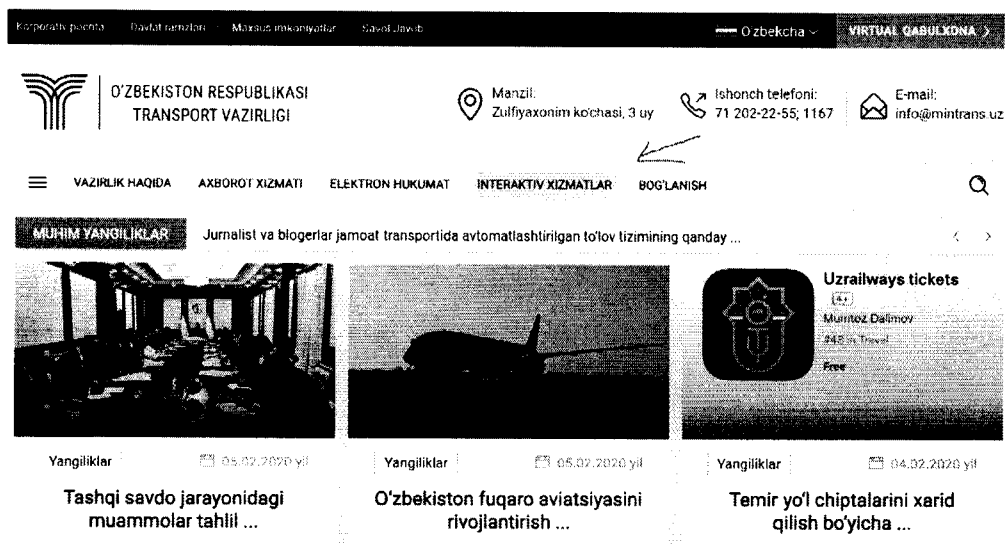 Korporativ pochta Davlat ramzlari Maxsus imkoniyatlar Savol Javob O'zbekcha VIRTUAL QABULXONA
O'ZBEKISTON RESPUBLIKASI
TRANSPORT VAZIRLIGI
Manzil:
Zulfiyaxonim ko'chasi, 3 uy
Ishonch telefoni:
71 202-22-55; 1167
E-mail:
info@mintrans.uz
VAZIRLIK HAQIDA AXBOROT XIZMATI ELEKTRON HUKUMAT INTERAKTIV XIZMATLAR BOG'LANISH
MUHIM YANGILIKLAR Jurnalist va blogerlar jamoat transportida avtomatlashtirilgan to'lov tizimining qanday ...
Uzrailways tickets
4+
Mumtoz Dalimov
#42 in Travel
Free
Yangiliklar 05.02.2020 yil
Tashqi savdo jarayonidagi
muammolar tahlil ...
Yangiliklar 05.02.2020 yil
O'zbekiston fuqaro aviatsiyasini
rivojlantirish ...
Yangiliklar 04.02.2020 yil
Temir yo'l chiptalarini xarid
qilish bo'yicha ...